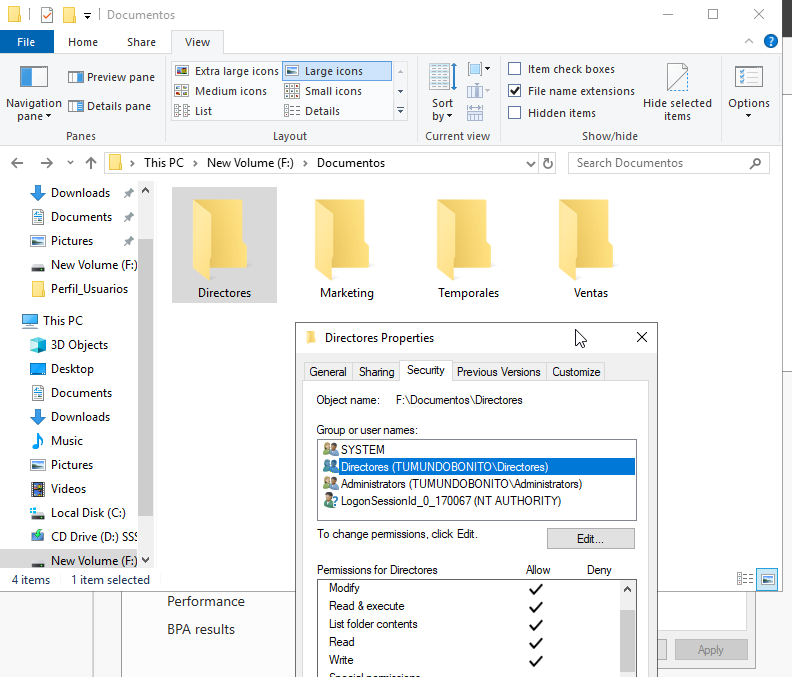 Documentos
File Home Share View
Navigation pane
Preview pane
Details pane
Panes
Extra large icons Large icons
Medium icons Small icons
List Details
Layout
Sort by
Current view
Item check boxes
File name extensions
Hidden items
Hide selected items
Show/hide
Options
This PC > New Volume (F:) > Documentos
Search Documentos
Downloads
Documents
Pictures
New Volume (F:)
Perfil_Usuarios
This PC
3D Objects
Desktop
Documents
Downloads
Music
Pictures
Videos
Local Disk (C:)
CD Drive (D:) SSS
New Volume (F:)
Directores
Marketing
Temporales
Ventas
4 items 1 item selected
Directores Properties
General Sharing Security Previous Versions Customize
Object name: F:\Documentos\Directores
Group or user names:
SYSTEM
Directores (TUMUNDOBONITO\Directores)
Administrators (TUMUNDOBONITO\Administrators)
LogonSessionId_0_170067 (NT AUTHORITY)
To change permissions, click Edit.
Edit...
Permissions for Directores Allow Deny
Modify
Read & execute
List folder contents
Read
Write
Special permissions
Performance
BPA results
Apply